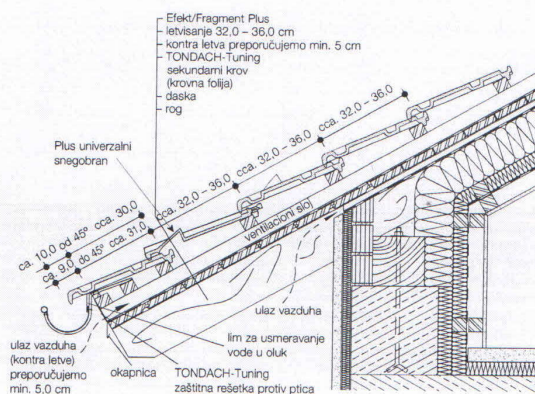 Efekt/Fragment Plus
letvisanje 32,0 – 36,0 cm
kontra letva preporučujemo min. 5 cm
TONDACH-Tuning
sekundarni krov
(krovna folija)
daska
rog
Plus univerzalni
snegobran
cca. 32,0 – 36,0
cca. 32,0 – 36,0
cca. 32,0 – 36,0
ca. 10,0 od 45° cca. 30,0
ca. 9,0 do 45° cca. 31,0
ventilacioni sloj
ulaz vazduha
ulaz vazduha
(kontra letve)
preporučujemo
min. 5,0 cm
okapnica
lim za usmeravanje
vode u oluk
TONDACH-Tuning
zaštitna rešetka protiv ptica